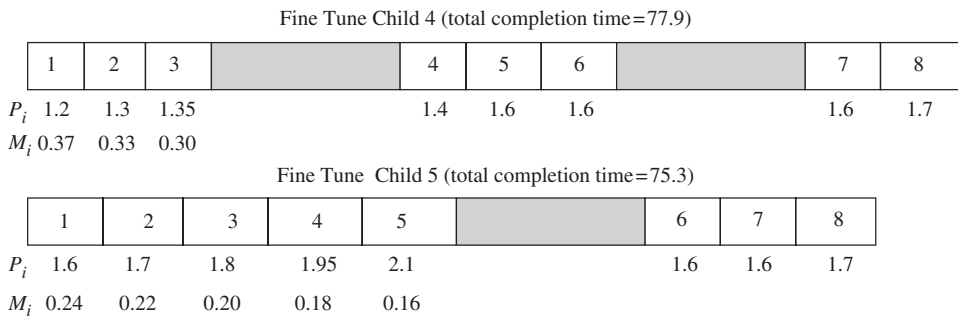 Fine Tune Child 4 (total completion time=77.9)
1 2 3 4 5 6 7 8
P_i 1.2 1.3 1.35 1.4 1.6 1.6 1.6 1.7
M_i 0.37 0.33 0.30
Fine Tune Child 5 (total completion time=75.3)
1 2 3 4 5 6 7 8
P_i 1.6 1.7 1.8 1.95 2.1 1.6 1.6 1.7
M_i 0.24 0.22 0.20 0.18 0.16